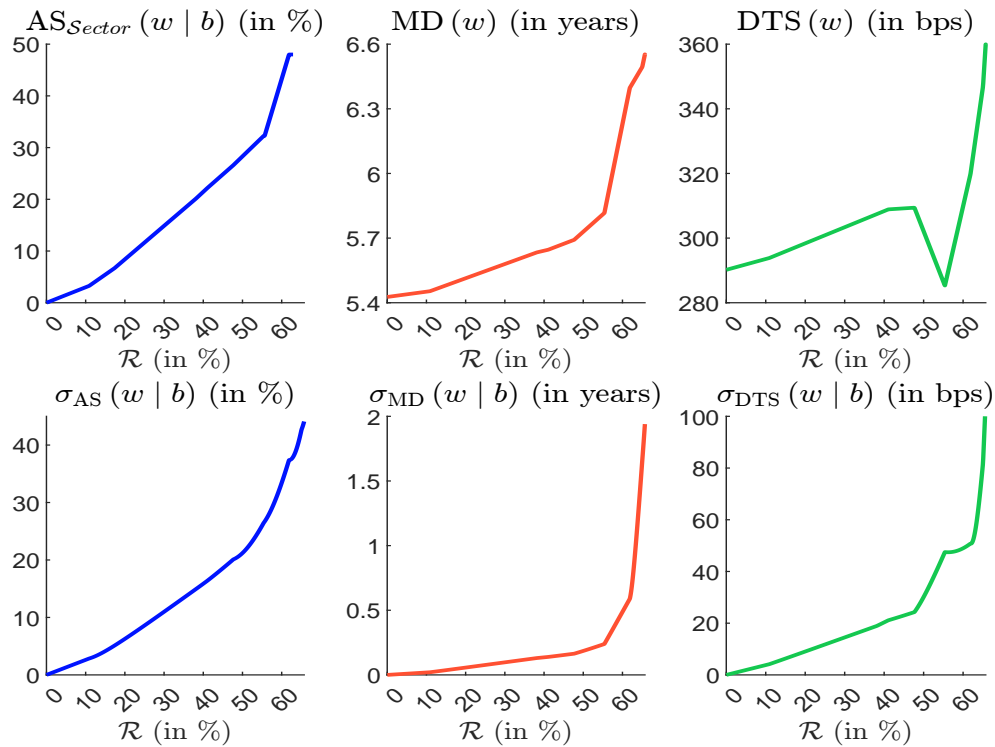 AS_Sector (w | b) (in %)
50
40
30
20
10
0
0 10 20 30 40 50 60
R (in %)
MD (w) (in years)
6.6
6.3
6
5.7
5.4
0 10 20 30 40 50 60
R (in %)
DTS (w) (in bps)
360
340
320
300
280
0 10 20 30 40 50 60
R (in %)
σ_AS (w | b) (in %)
40
30
20
10
0
0 10 20 30 40 50 60
R (in %)
σ_MD (w | b) (in years)
2
1.5
1
0.5
0
0 10 20 30 40 50 60
R (in %)
σ_DTS (w | b) (in bps)
100
80
60
40
20
0
0 10 20 30 40 50 60
R (in %)